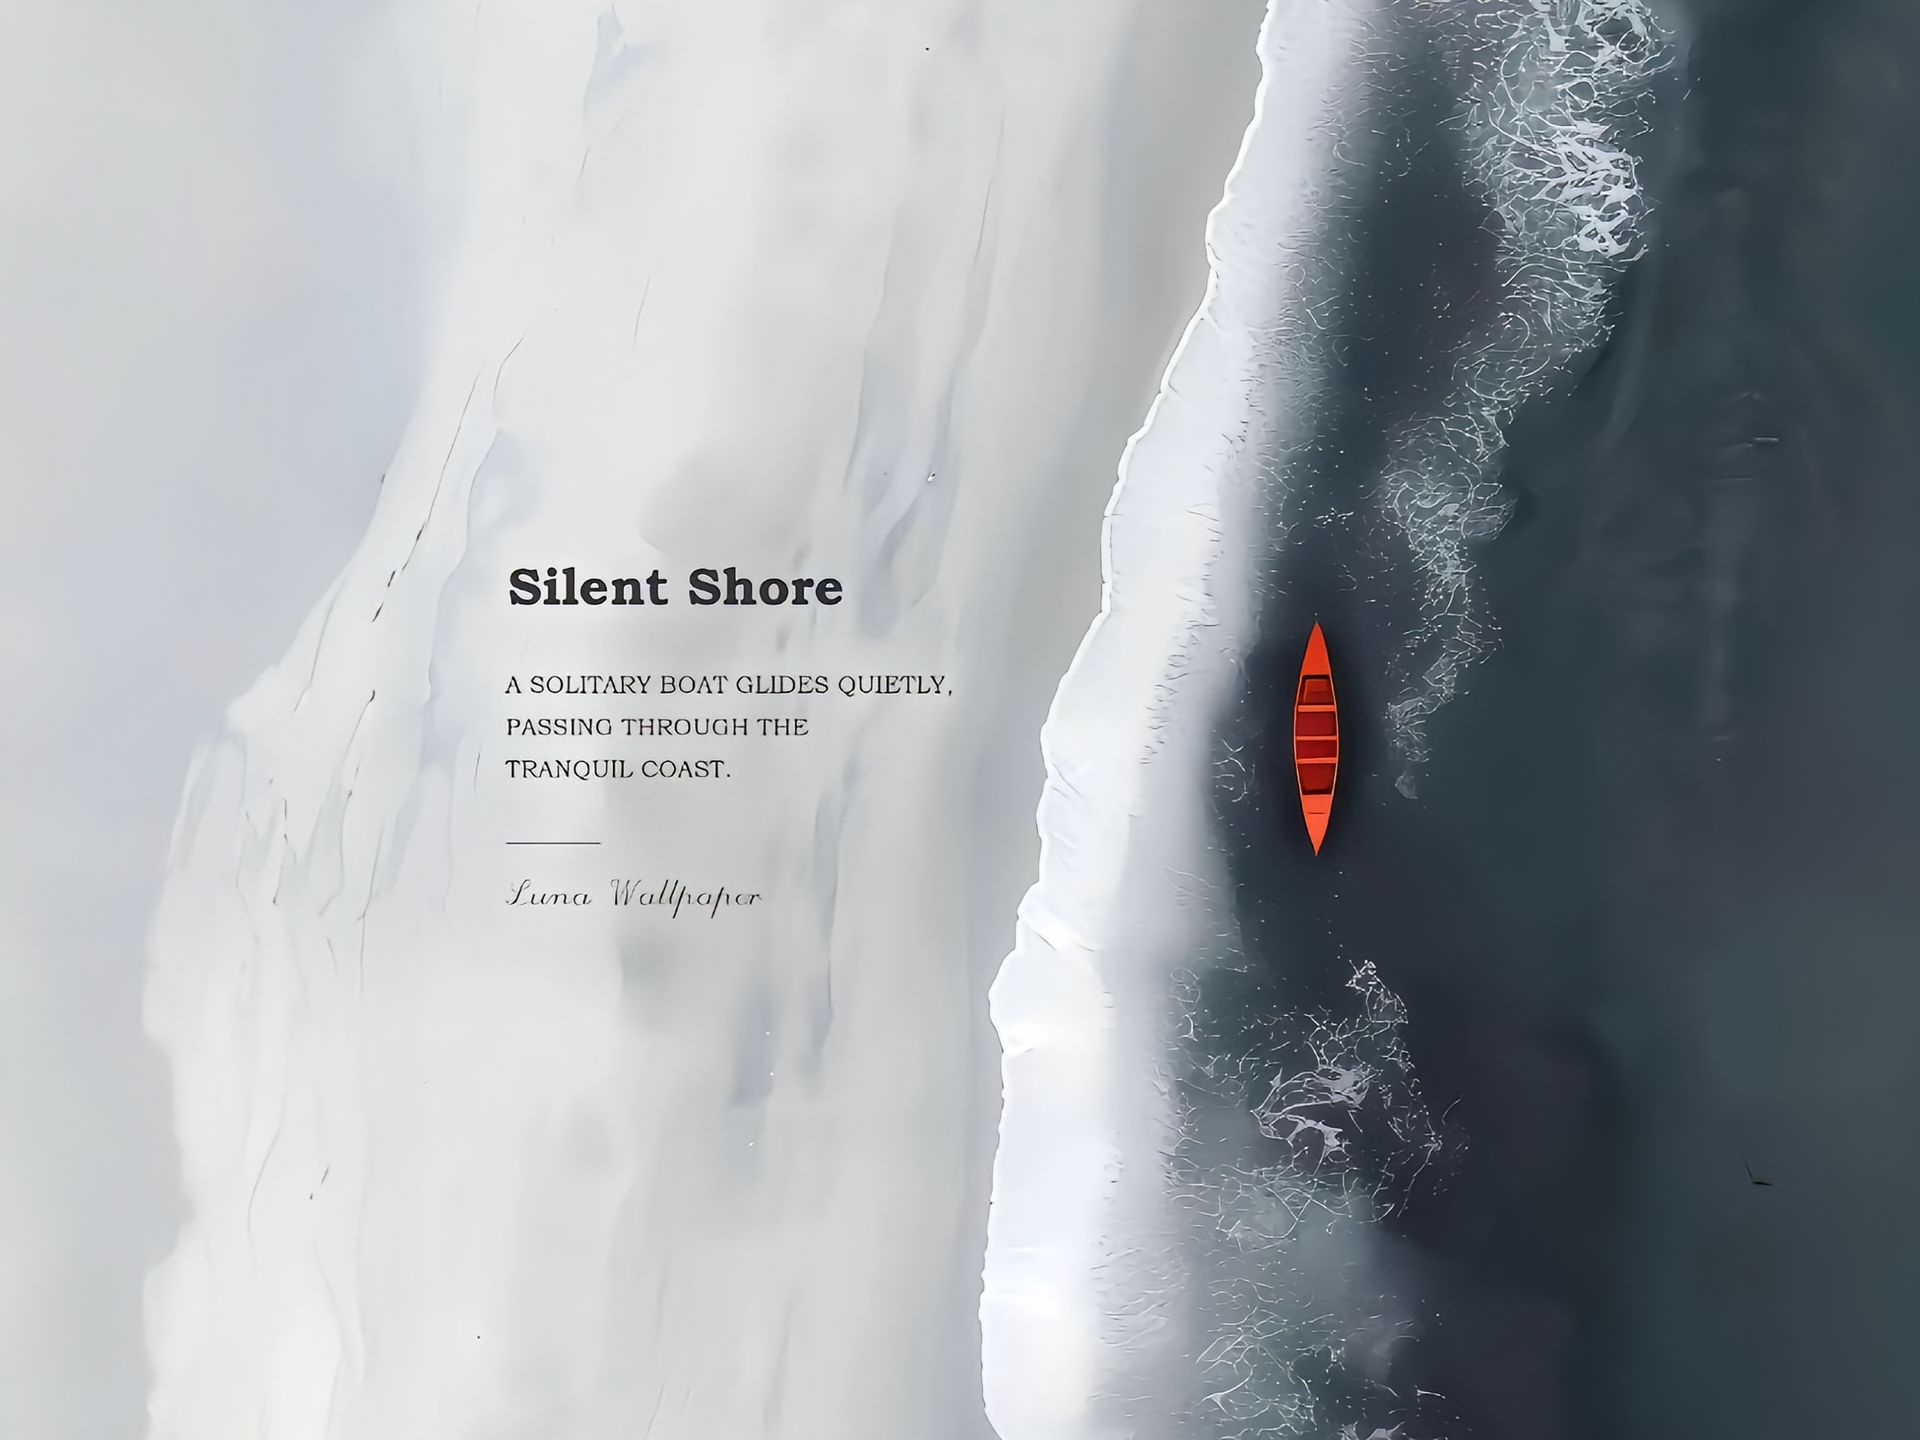 Silent Shore
A SOLITARY BOAT GLIDES QUIETLY,
PASSING THROUGH THE
TRANQUIL COAST.
Luna Wallpaper